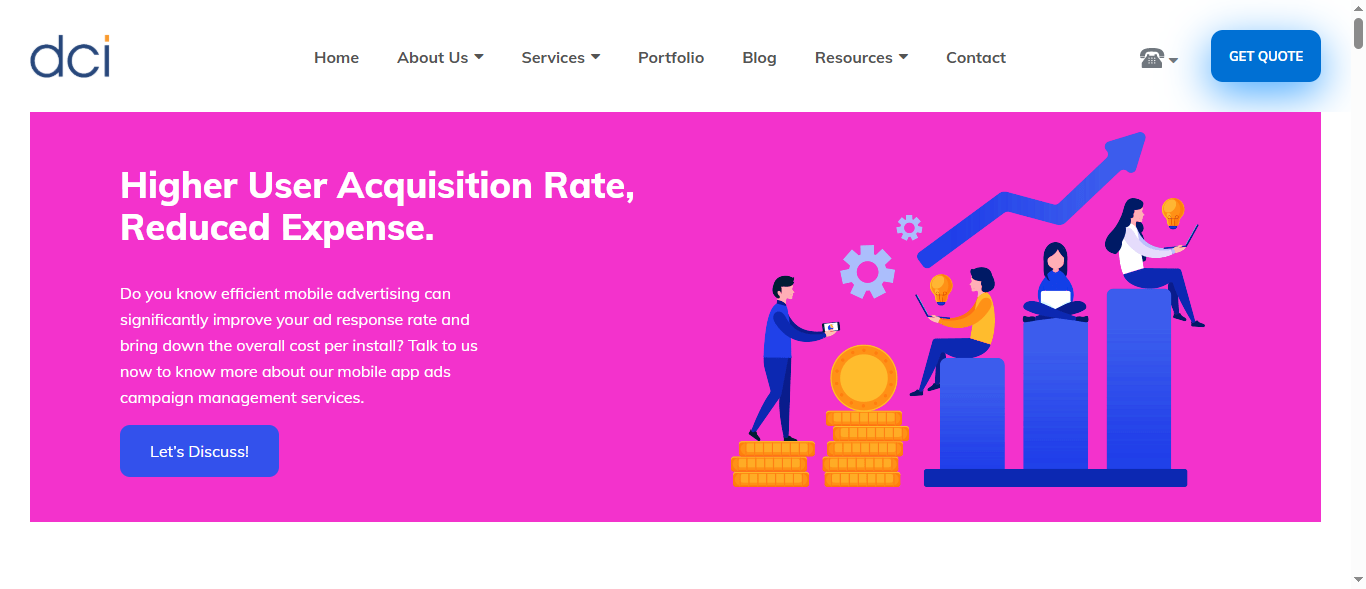 dci
Home
About Us
Services
Portfolio
Blog
Resources
Contact
GET QUOTE
Higher User Acquisition Rate,
Reduced Expense.
Do you know efficient mobile advertising can
significantly improve your ad response rate and
bring down the overall cost per install? Talk to us
now to know more about our mobile app ads
campaign management services.
Let's Discuss!